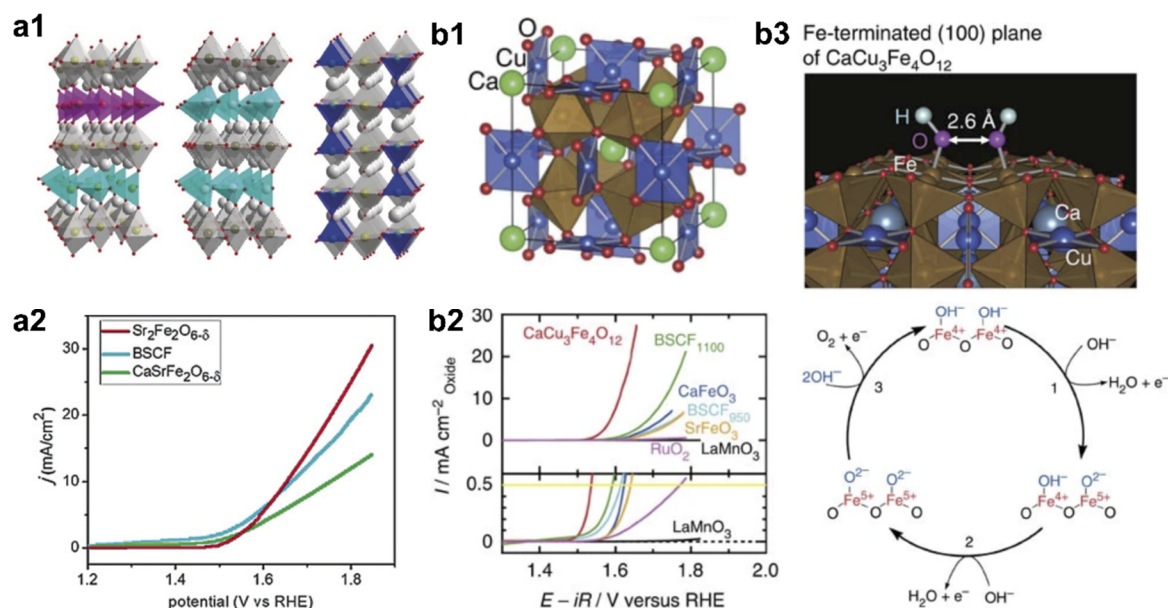 a1
b1
O
Cu
Ca
b3
Fe-terminated (100) plane
of CaCu₃Fe₄O₁₂
H
2.6 Å
O
Fe
Ca
Cu
a2
Sr₂Fe₂O₆₋δ
BSCF
CaSrFe₂O₆₋δ
j(mA/cm²)
30
20
10
0
1.2
1.4
1.6
1.8
potential (V vs RHE)
b2
CaCu₃Fe₄O₁₂
BSCF₁₁₀₀
CaFeO₃
BSCF₉₅₀
SrFeO₃
RuO₂
LaMnO₃
LaMnO₃
I / mA cm⁻² Oxide
30
20
10
0
0.5
0
1.4
1.6
1.8
2.0
E – iR / V versus RHE
OH⁻ OH⁻
Fe⁴⁺ Fe⁴⁺
O O O
O₂ + e⁻
2OH⁻
3
1
OH⁻
H₂O + e⁻
O²⁻ O²⁻
Fe⁵⁺ Fe⁵⁺
O O O
OH⁻ O²⁻
Fe⁴⁺ Fe⁵⁺
O O O
2
H₂O + e⁻
OH⁻